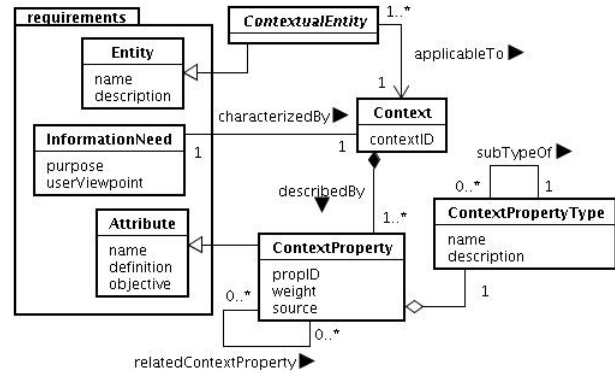 requirements
ContextualEntity
1..*
applicableTo
1
Entity
name
description
characterizedBy
1
1
InformationNeed
purpose
userViewpoint
Context
contextID
subTypeOf
0..*
1
describedBy
1..*
ContextPropertyType
name
description
1
Attribute
name
definition
objective
ContextProperty
propID
weight
source
0..*
0..*
relatedContextProperty